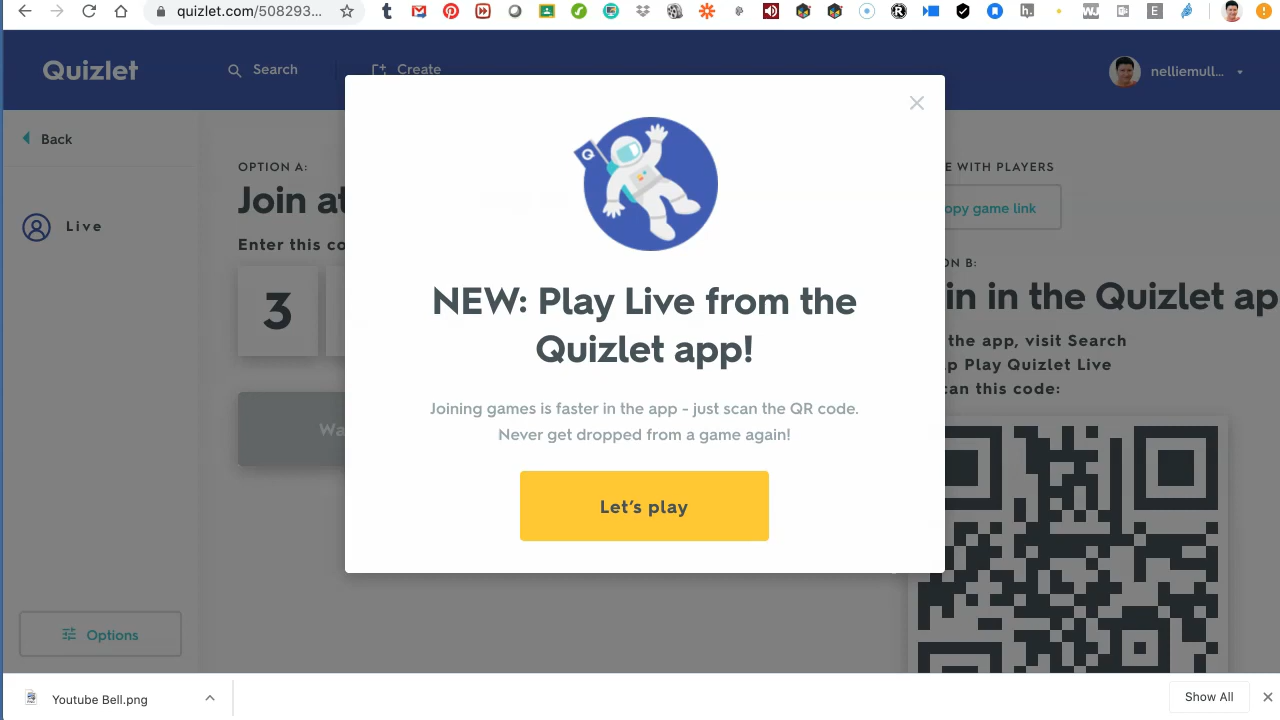 quizlet.com/508293...
Quizlet
Search
Create
nelliemull...
Back
Live
OPTION A:
Join at
Enter this co
3
Wa
NEW: Play Live from the
Quizlet app!
Joining games is faster in the app - just scan the QR code.
Never get dropped from a game again!
Let's play
E WITH PLAYERS
opy game link
ON B:
in in the Quizlet ap
the app, visit Search
p Play Quizlet Live
can this code:
Options
Youtube Bell.png
Show All